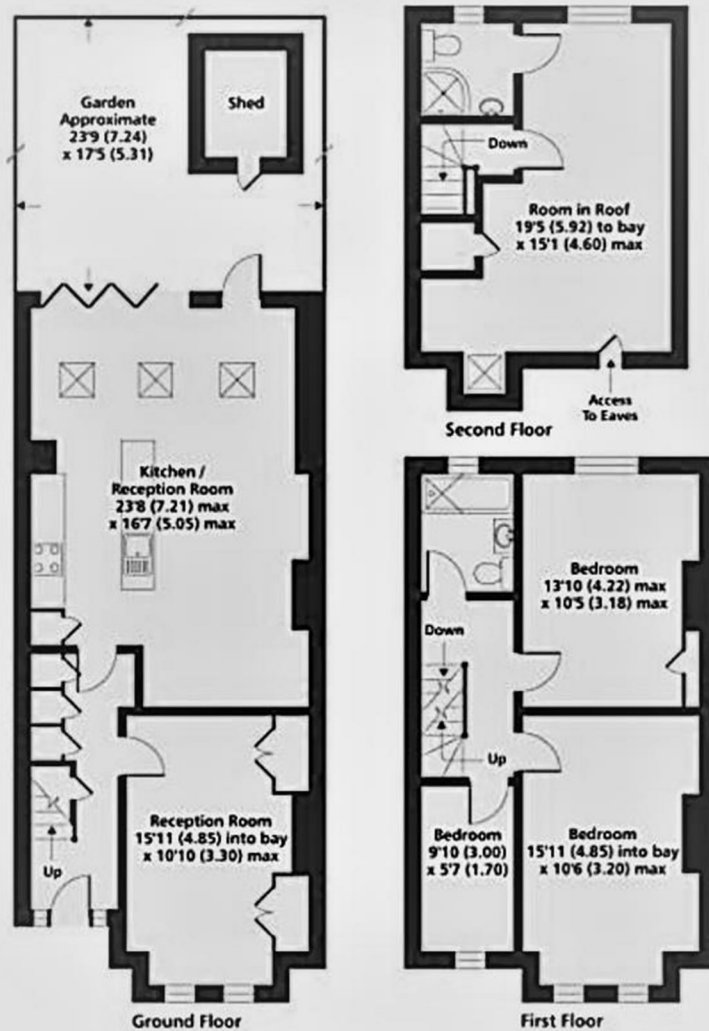 Garden
Approximate
23'9 (7.24)
x 17'5 (5.31)
Shed
Kitchen /
Reception Room
23'8 (7.21) max
x 16'7 (5.05) max
Reception Room
15'11 (4.85) into bay
x 10'10 (3.30) max
Up
Ground Floor
Down
Room in Roof
19'5 (5.92) to bay
x 15'1 (4.60) max
Access
To Eaves
Second Floor
Bedroom
13'10 (4.22) max
x 10'5 (3.18) max
Down
Up
Bedroom
9'10 (3.00)
x 5'7 (1.70)
Bedroom
15'11 (4.85) into bay
x 10'6 (3.20) max
First Floor